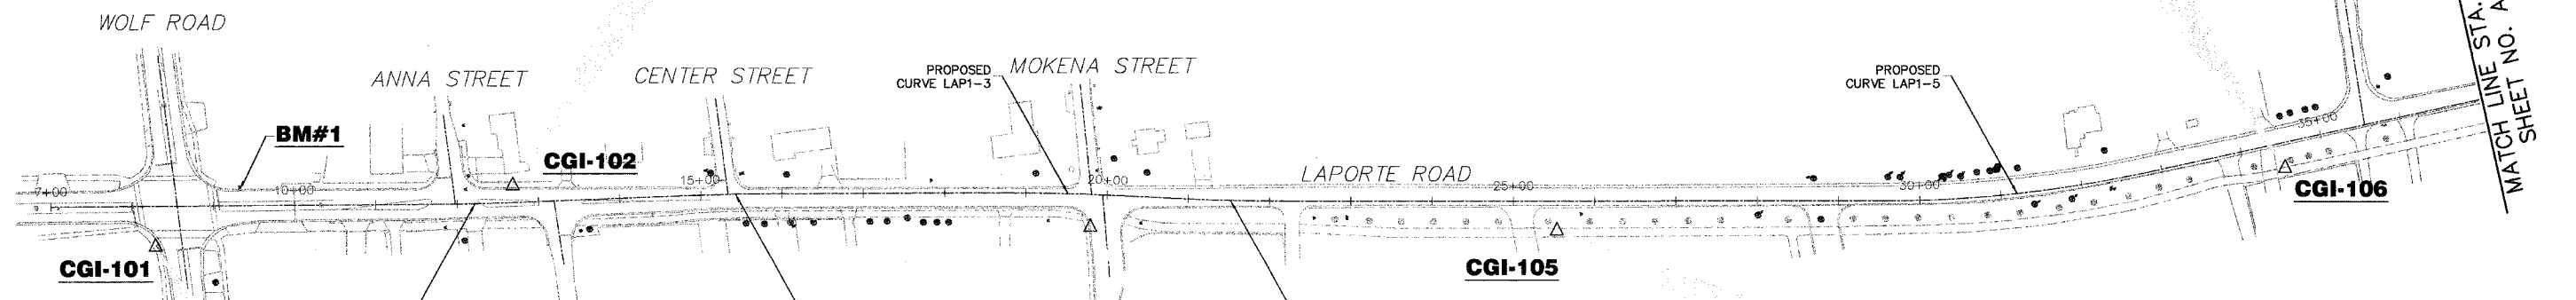 WOLF ROAD
ANNA STREET
CENTER STREET
PROPOSED
CURVE LAP1-3
MOKENA STREET
PROPOSED
CURVE LAP1-5
MATCH LINE STA.
SHEET NO. A
BM#1
CGI-102
LAPORTE ROAD
7+00
10+00
15+00
20+00
25+00
30+00
35+00
CGI-101
CGI-105
CGI-106